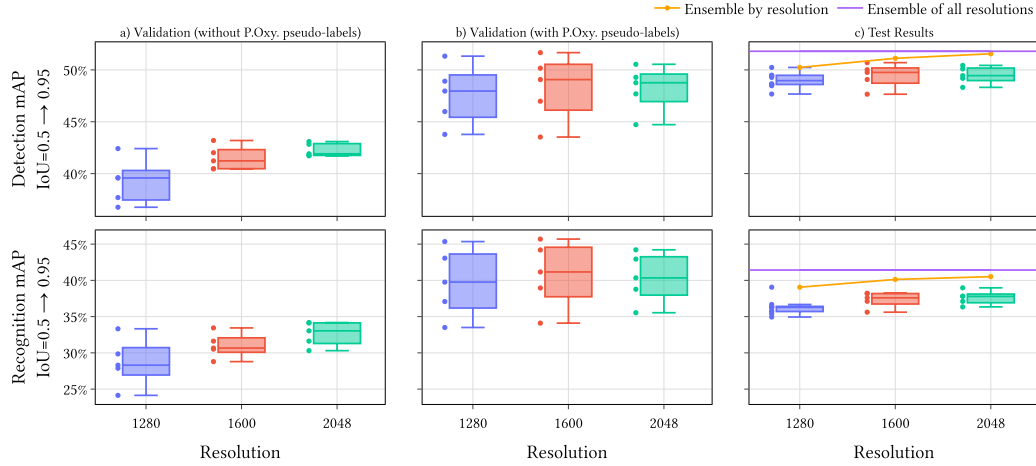 Ensemble by resolution
Ensemble of all resolutions
a) Validation (without P.Oxy. pseudo-labels)
b) Validation (with P.Oxy. pseudo-labels)
c) Test Results
Detection mAP
IoU=0.5 → 0.95
50%
45%
40%
Recognition mAP
IoU=0.5 → 0.95
45%
40%
35%
30%
25%
1280 1600 2048
1280 1600 2048
1280 1600 2048
Resolution
Resolution
Resolution